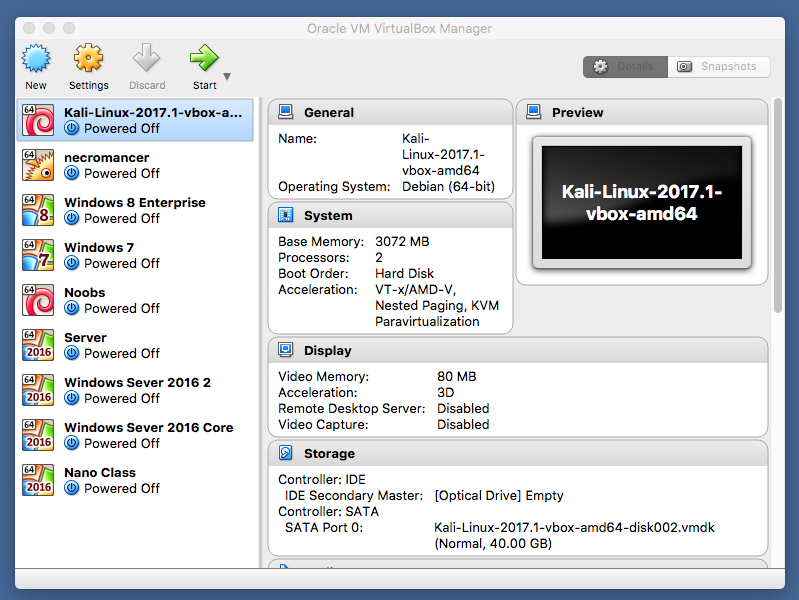 Oracle VM VirtualBox Manager
New
Settings
Discard
Start
Details
Snapshots
64
Kali-Linux-2017.1-vbox-a...
Powered Off
64
necromancer
Powered Off
64
8
Windows 8 Enterprise
Powered Off
64
7
Windows 7
Powered Off
64
Noobs
Powered Off
64
2016
Server
Powered Off
64
2016
Windows Sever 2016 2
Powered Off
64
2016
Windows Sever 2016 Core
Powered Off
64
2016
Nano Class
Powered Off
General
Name: Kali-
Linux-2017.1-
vbox-amd64
Operating System: Debian (64-bit)
System
Base Memory: 3072 MB
Processors: 2
Boot Order: Hard Disk
Acceleration: VT-x/AMD-V,
Nested Paging, KVM
Paravirtualization
Preview
Kali-Linux-2017.1-
vbox-amd64
Display
Video Memory: 80 MB
Acceleration: 3D
Remote Desktop Server: Disabled
Video Capture: Disabled
Storage
Controller: IDE
IDE Secondary Master: [Optical Drive] Empty
Controller: SATA
SATA Port 0: Kali-Linux-2017.1-vbox-amd64-disk002.vmdk
(Normal, 40.00 GB)